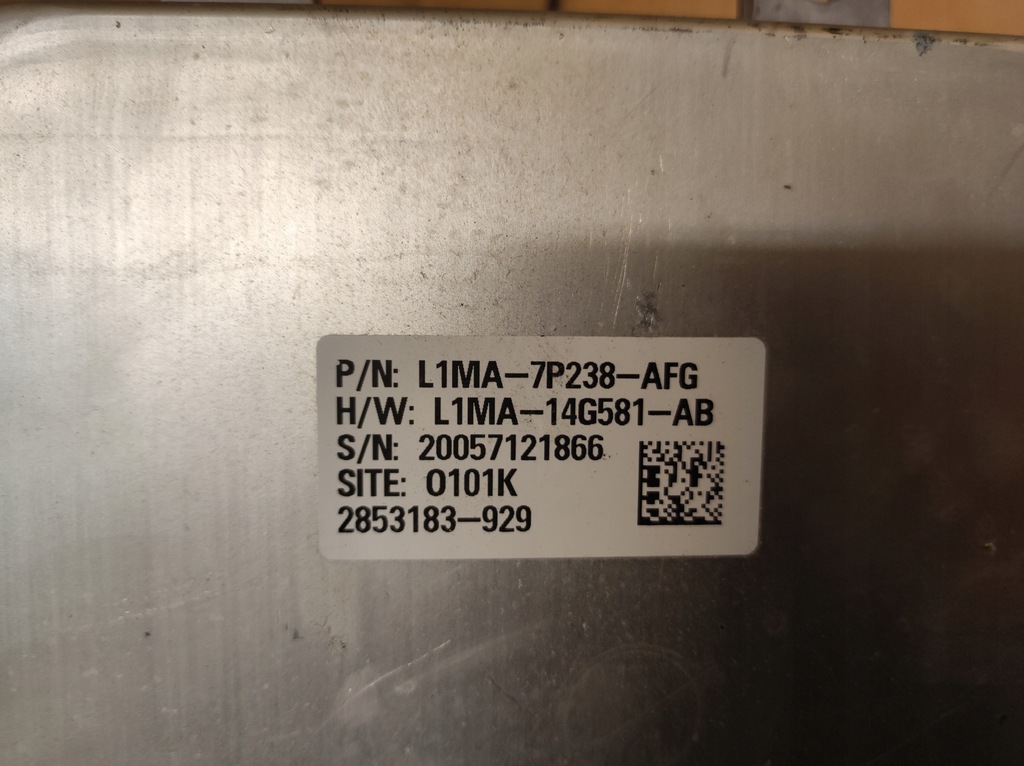 P/N: L1MA-7P238-AFG
H/W: L1MA-14G581-AB
S/N: 20057121866
SITE: 0101K
2853183-929